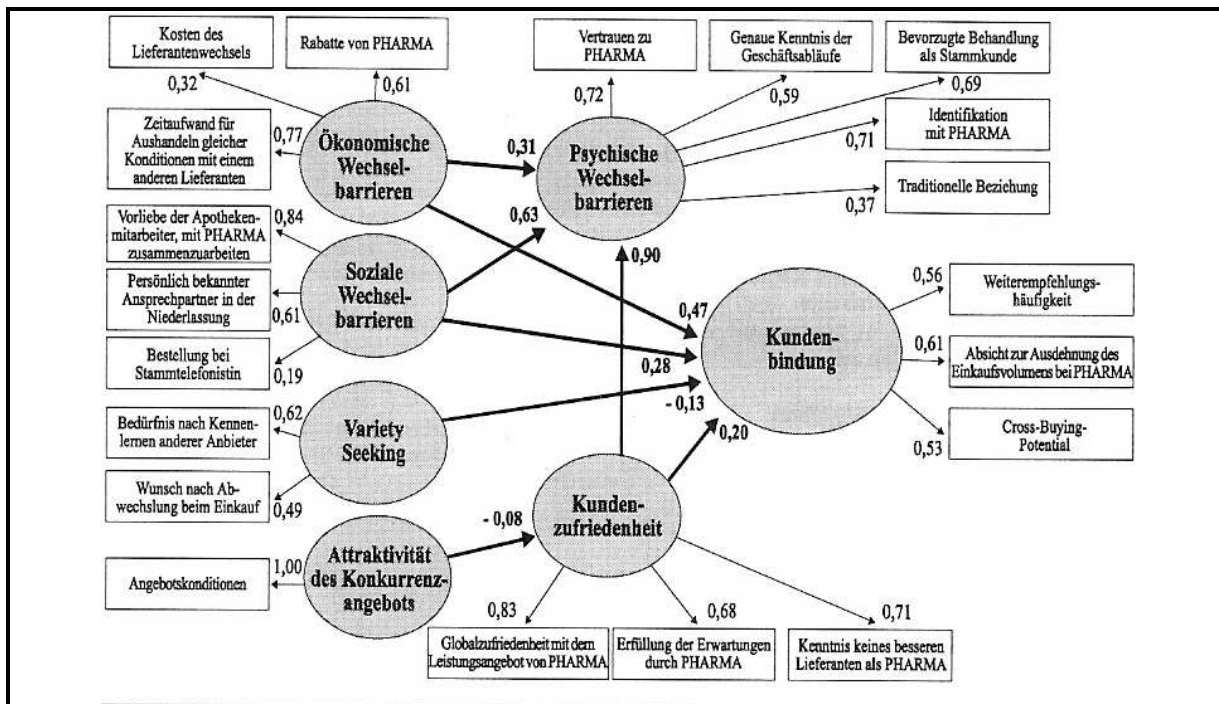 Kosten des
Lieferantenwechsels
0,32
Rabatte von PHARMA
0,61
Vertrauen zu
PHARMA
0,72
Genaue Kenntnis der
Geschäftsabläufe
0,59
Bevorzugte Behandlung
als Stammkunde
0,69
Zeitaufwand für
Aushandeln gleicher
Konditionen mit einem
anderen Lieferanten
0,77
Ökonomische
Wechsel-
barrieren
0,31
Psychische
Wechsel-
barrieren
Identifikation
mit PHARMA
0,71
Traditionelle Beziehung
0,37
Vorliebe der Apotheken-
mitarbeiter, mit PHARMA
zusammenzuarbeiten
0,84
0,63
0,90
Persönlich bekannter
Ansprechpartner in der
Niederlassung
0,61
Soziale
Wechsel-
barrieren
0,47
Kunden-
bindung
0,56
Weiterempfehlungs-
häufigkeit
Bestellung bei
Stammtelefonistin
0,19
0,28
0,61
Absicht zur Ausdehnung des
Einkaufsvolumens bei PHARMA
Bedürfnis nach Kennen-
lernen anderer Anbieter
0,62
Variety
Seeking
- 0,13
0,20
Cross-Buying-
Potential
0,53
Wunsch nach Ab-
wechslung beim Einkauf
0,49
Kunden-
zufriedenheit
- 0,08
Angebotskonditionen
1,00
Attraktivität
des Konkurrenz-
angebots
0,83
0,68
0,71
Globalzufriedenheit mit dem
Leistungsangebot von PHARMA
Erfüllung der Erwartungen
durch PHARMA
Kenntnis keines besseren
Lieferanten als PHARMA